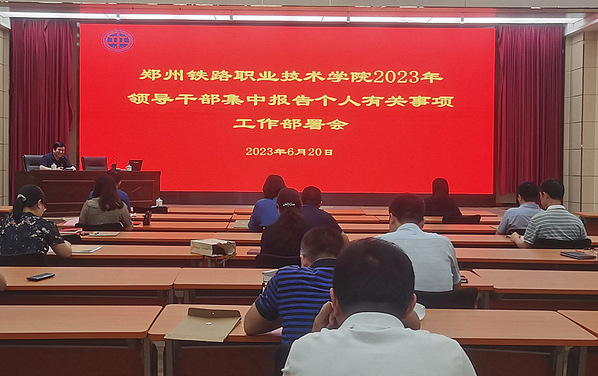 郑州铁路职业技术学院2023年
领导干部集中报告个人有关事项
工作部署会
2023年6月20日